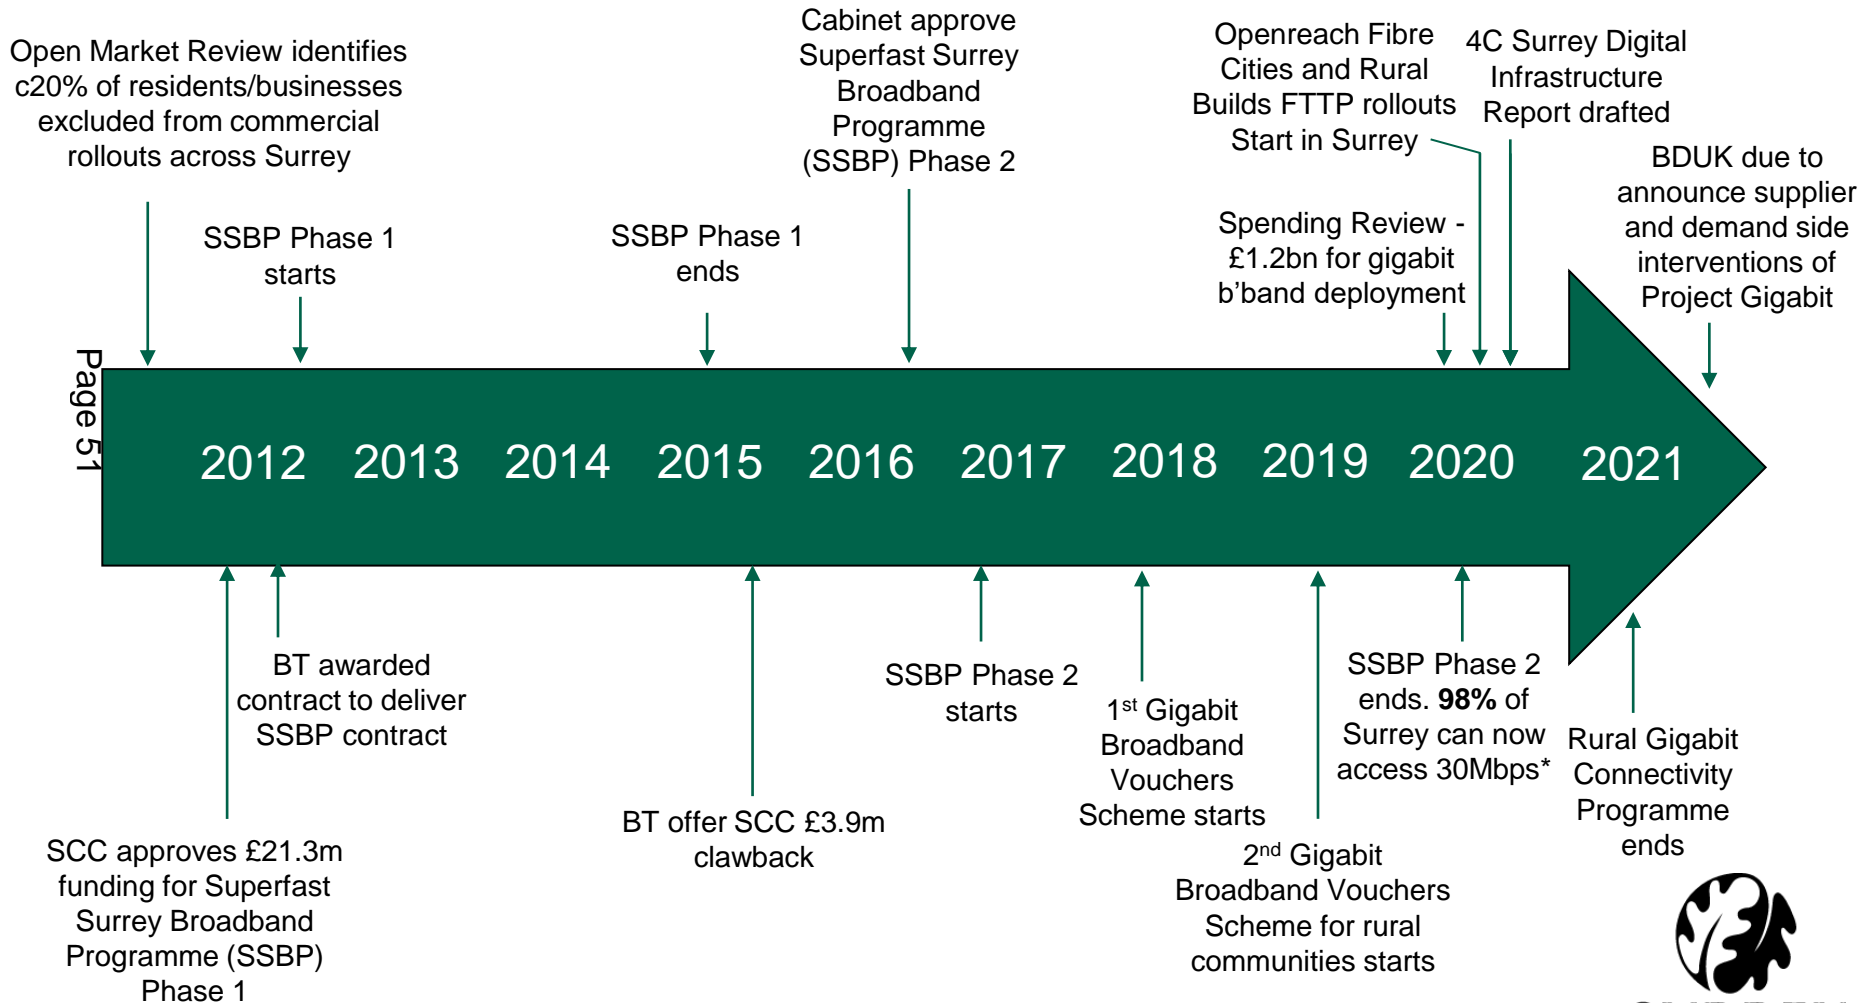 Open Market Review identifies
c20% of residents/businesses
excluded from commercial
rollouts across Surrey
SSBP Phase 1
starts
SSBP Phase 1
ends
Cabinet approve
Superfast Surrey
Broadband
Programme
(SSBP) Phase 2
Openreach Fibre
Cities and Rural
Builds FTTP rollouts
Start in Surrey
4C Surrey Digital
Infrastructure
Report drafted
Spending Review -
£1.2bn for gigabit
b’band deployment
BDUK due to
announce supplier
and demand side
interventions of
Project Gigabit
Page 51
2012 2013 2014 2015 2016 2017 2018 2019 2020 2021
SCC approves £21.3m
funding for Superfast
Surrey Broadband
Programme (SSBP)
Phase 1
BT awarded
contract to deliver
SSBP contract
BT offer SCC £3.9m
clawback
SSBP Phase 2
starts
1st Gigabit
Broadband
Vouchers
Scheme starts
2nd Gigabit
Broadband Vouchers
Scheme for rural
communities starts
SSBP Phase 2
ends. 98% of
Surrey can now
access 30Mbps*
Rural Gigabit
Connectivity
Programme
ends